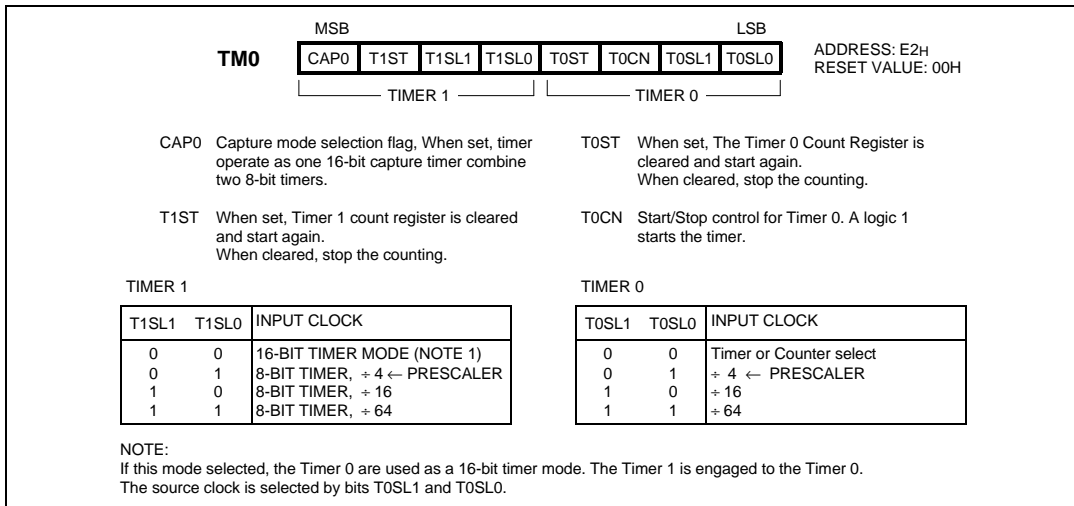 MSB LSB
TM0 CAP0 T1ST T1SL1 T1SL0 T0ST T0CN T0SL1 T0SL0
ADDRESS: E2H
RESET VALUE: 00H
TIMER 1 TIMER 0
CAP0 Capture mode selection flag, When set, timer
operate as one 16-bit capture timer combine
two 8-bit timers.
T1ST When set, Timer 1 count register is cleared
and start again.
When cleared, stop the counting.
T0ST When set, The Timer 0 Count Register is
cleared and start again.
When cleared, stop the counting.
T0CN Start/Stop control for Timer 0. A logic 1
starts the timer.
TIMER 1
T1SL1 T1SL0 INPUT CLOCK
0 0 16-BIT TIMER MODE (NOTE 1)
0 1 8-BIT TIMER, ÷ 4 ← PRESCALER
1 0 8-BIT TIMER, ÷ 16
1 1 8-BIT TIMER, ÷ 64
TIMER 0
T0SL1 T0SL0 INPUT CLOCK
0 0 Timer or Counter select
0 1 ÷ 4 ← PRESCALER
1 0 ÷ 16
1 1 ÷ 64
NOTE:
If this mode selected, the Timer 0 are used as a 16-bit timer mode. The Timer 1 is engaged to the Timer 0.
The source clock is selected by bits T0SL1 and T0SL0.